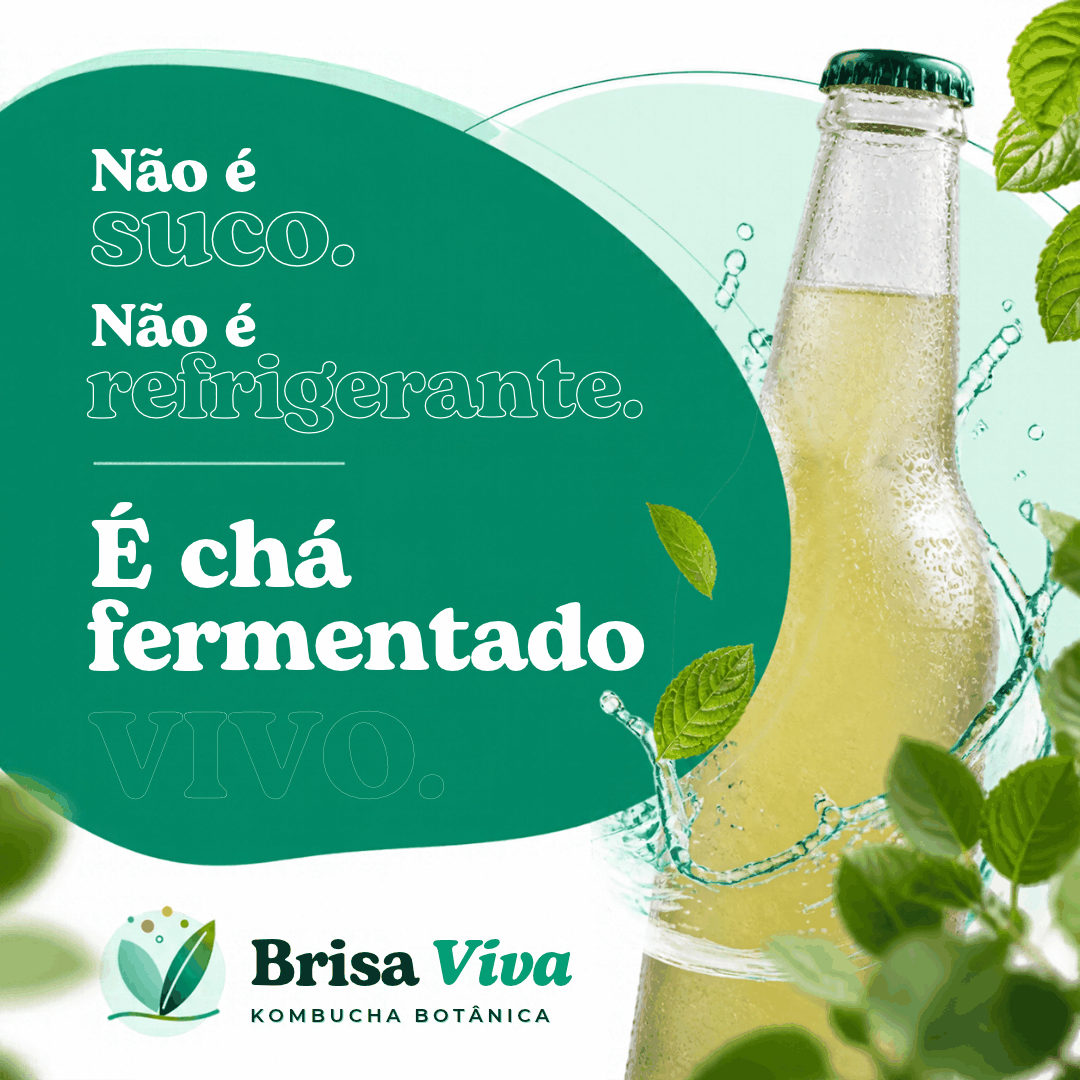 Não é
suco.
Não é
refrigerante.
É chá
fermentado
vivo.
Brisa Viva
KOMBUCHA BOTÂNICA